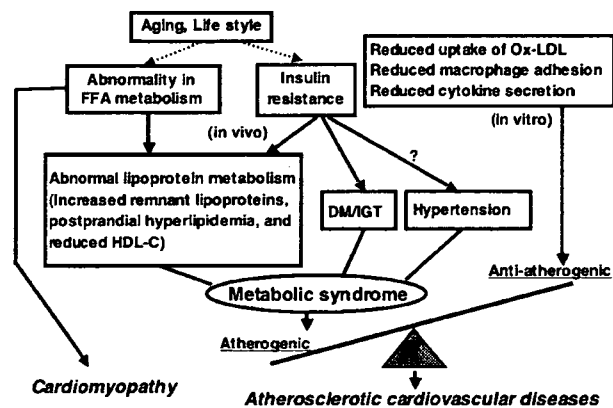 Aging, Life style
Abnormality in
FFA metabolism
Insulin
resistance
Reduced uptake of Ox-LDL
Reduced macrophage adhesion
Reduced cytokine secretion
(in vivo)
(in vitro)
?
Abnormal lipoprotein metabolism
(Increased remnant lipoproteins,
postprandial hyperlipidemia, and
reduced HDL-C)
DM/IGT
Hypertension
Anti-atherogenic
Metabolic syndrome
Atherogenic
Cardiomyopathy
Atherosclerotic cardiovascular diseases